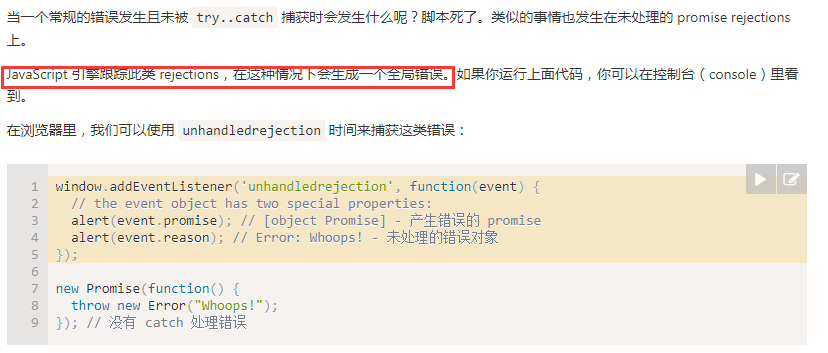 当一个常规的错误发生且未被 try..catch 捕获时会发生什么呢？脚本死了。类似的事情也发生在未处理的 promise rejections
上。
JavaScript 引擎跟踪此类 rejections，在这种情况下会生成一个全局错误。如果你运行上面代码，你可以在控制台（console）里看
到。
在浏览器里，我们可以使用 unhandledrejection 时间来捕获这类错误：
1 window.addEventListener('unhandledrejection', function(event) {
2   // the event object has two special properties:
3   alert(event.promise); // [object Promise] - 产生错误的 promise
4   alert(event.reason); // Error: Whoops! - 未处理的错误对象
5 });
6
7 new Promise(function() {
8   throw new Error("Whoops!");
9 }); // 没有 catch 处理错误